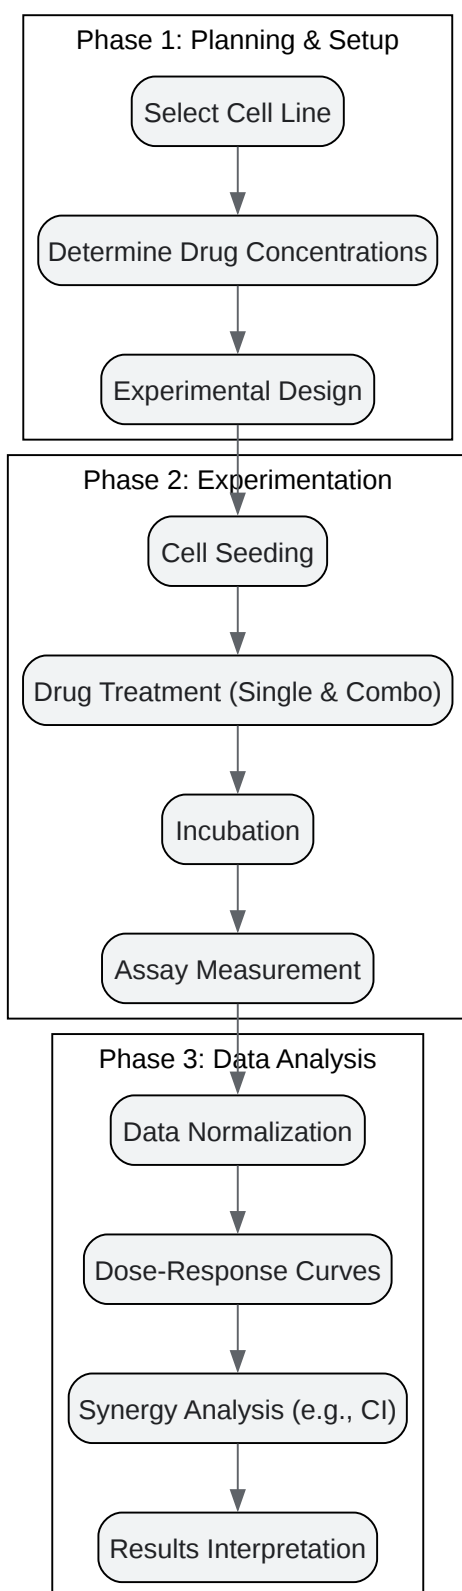 Phase 1: Planning & Setup
Select Cell Line
Determine Drug Concentrations
Experimental Design
Phase 2: Experimentation
Cell Seeding
Drug Treatment (Single & Combo)
Incubation
Assay Measurement
Phase 3: Data Analysis
Data Normalization
Dose-Response Curves
Synergy Analysis (e.g., CI)
Results Interpretation